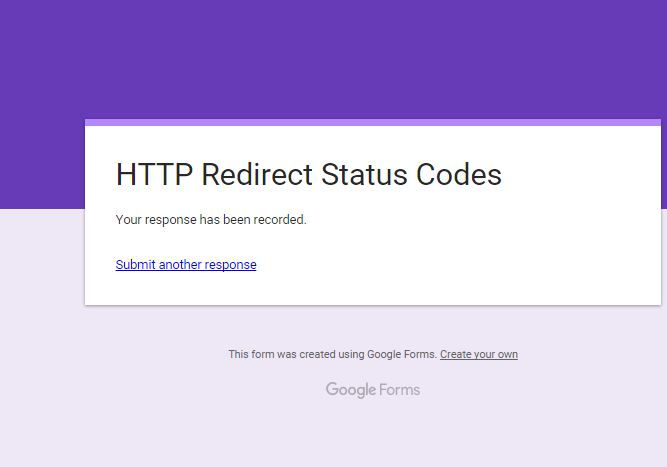 HTTP Redirect Status Codes
Your response has been recorded.
Submit another response
This form was created using Google Forms. Create your own
Google Forms